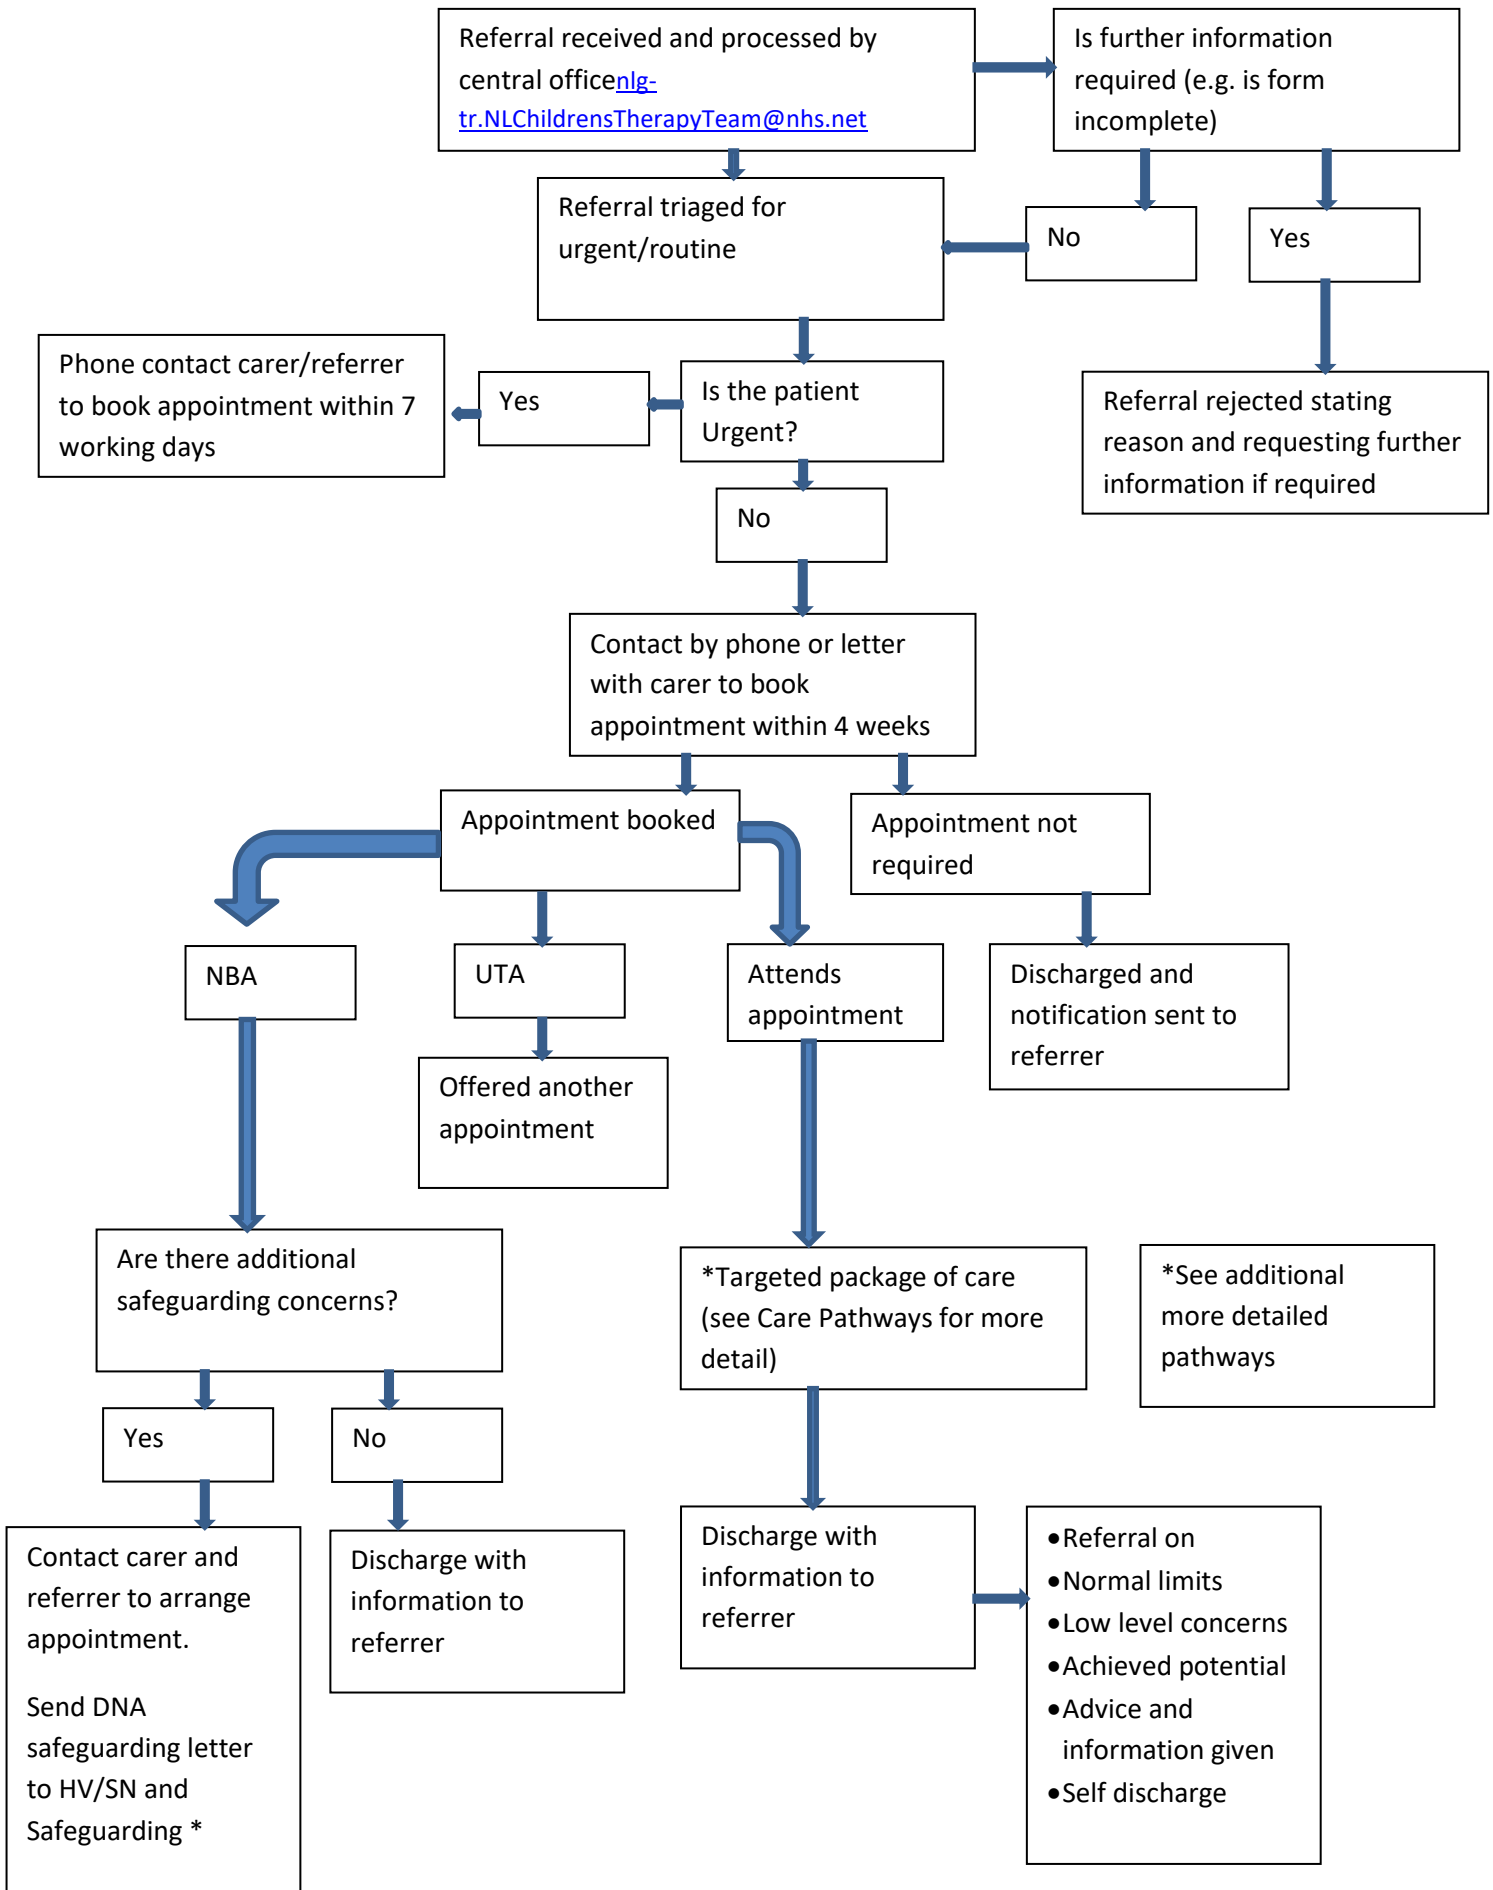 Referral received and processed by
central officenlg-
tr.NLChildrensTherapyTeam@nhs.net
Is further information
required (e.g. is form
incomplete)
Referral triaged for
urgent/routine
No
Yes
Phone contact carer/referrer
to book appointment within 7
working days
Yes
Is the patient
Urgent?
Referral rejected stating
reason and requesting further
information if required
No
Contact by phone or letter
with carer to book
appointment within 4 weeks
Appointment booked
Appointment not
required
NBA
UTA
Attends
appointment
Discharged and
notification sent to
referrer
Offered another
appointment
Are there additional
safeguarding concerns?
*Targeted package of care
(see Care Pathways for more
detail)
*See additional
more detailed
pathways
Yes
No
Contact carer and
referrer to arrange
appointment.
Send DNA
safeguarding letter
to HV/SN and
Safeguarding *
Discharge with
information to
referrer
Discharge with
information to
referrer
•Referral on
•Normal limits
•Low level concerns
•Achieved potential
•Advice and
information given
•Self discharge